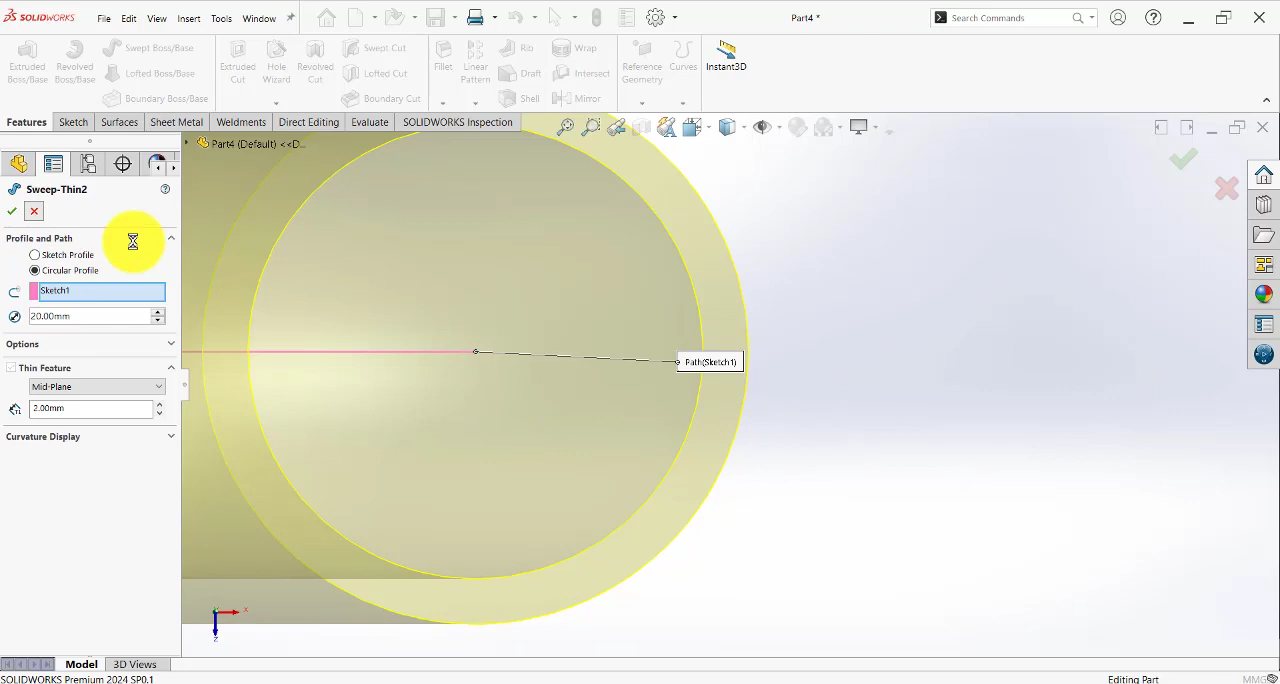 SOLIDWORKS File Edit View Insert Tools Window Part4 * Search Commands
Extruded Boss/Base
Revolved Boss/Base
Swept Boss/Base
Lofted Boss/Base
Boundary Boss/Base
Extruded Cut
Hole Wizard
Revolved Cut
Swept Cut
Lofted Cut
Boundary Cut
Fillet
Linear Pattern
Rib
Draft
Shell
Wrap
Intersect
Mirror
Reference Geometry
Curves
Instant3D
Features Sketch Surfaces Sheet Metal Weldments Direct Editing Evaluate SOLIDWORKS Inspection
Part4 (Default) <<D...
Sweep-Thin2
Profile and Path
Sketch Profile
Circular Profile
Sketch1
20.00mm
Options
Thin Feature
Mid-Plane
2.00mm
Curvature Display
Path(Sketch1)
X
Z
Model 3D Views
SOLIDWORKS Premium 2024 SP0.1 Editing Part MMGS